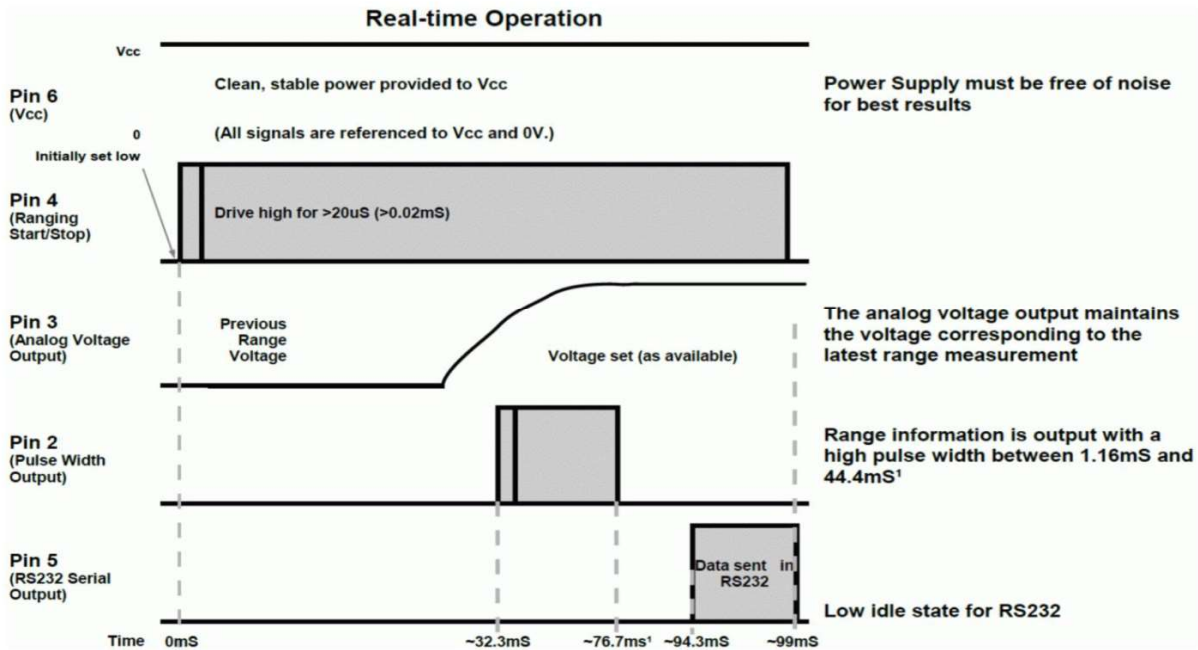 Real-time Operation
Vcc
Pin 6
(Vcc)
0
Clean, stable power provided to Vcc
(All signals are referenced to Vcc and 0V.)
Power Supply must be free of noise
for best results
Initially set low
Pin 4
(Ranging
Start/Stop)
Drive high for >20uS (>0.02mS)
Pin 3
(Analog Voltage
Output)
Previous
Range
Voltage
Voltage set (as available)
The analog voltage output maintains
the voltage corresponding to the
latest range measurement
Pin 2
(Pulse Width
Output)
Range information is output with a
high pulse width between 1.16mS and
44.4mS¹
Pin 5
(RS232 Serial
Output)
Data sent in
RS232
Low idle state for RS232
Time 0mS ~32.3mS ~76.7ms¹ ~94.3mS ~99mS